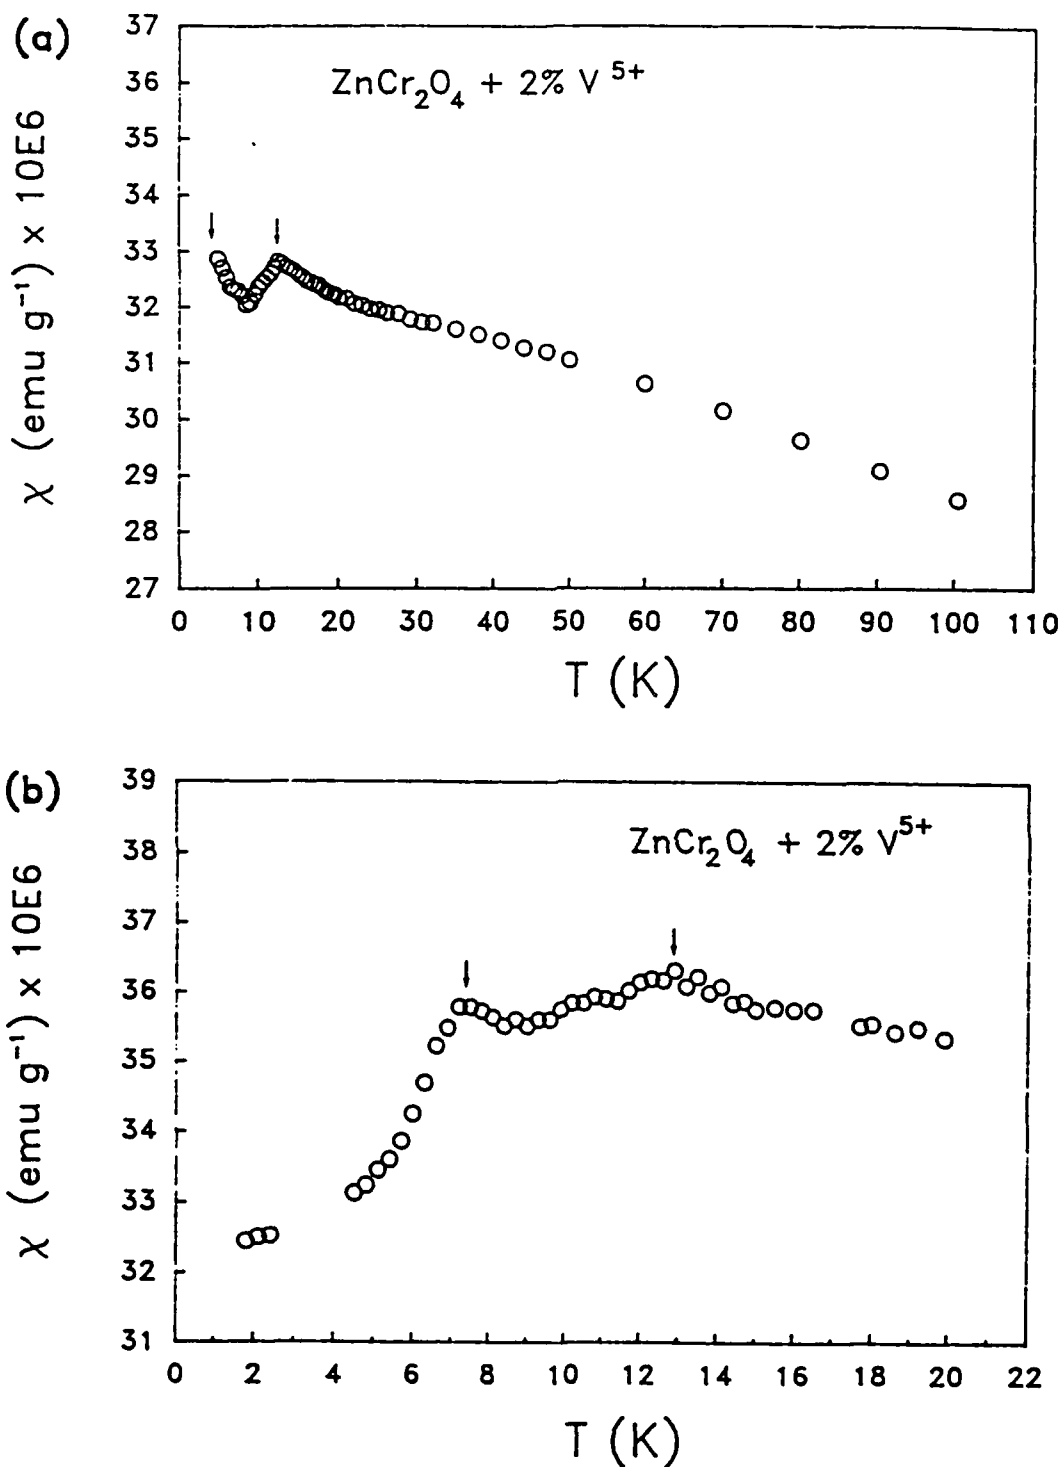 (a)
ZnCr₂O₄ + 2% V⁵⁺
χ (emu g⁻¹) x 10E6
37
36
35
34
33
32
31
30
29
28
27
0 10 20 30 40 50 60 70 80 90 100 110
T (K)
(b)
ZnCr₂O₄ + 2% V⁵⁺
χ (emu g⁻¹) x 10E6
39
38
37
36
35
34
33
32
31
0 2 4 6 8 10 12 14 16 18 20 22
T (K)